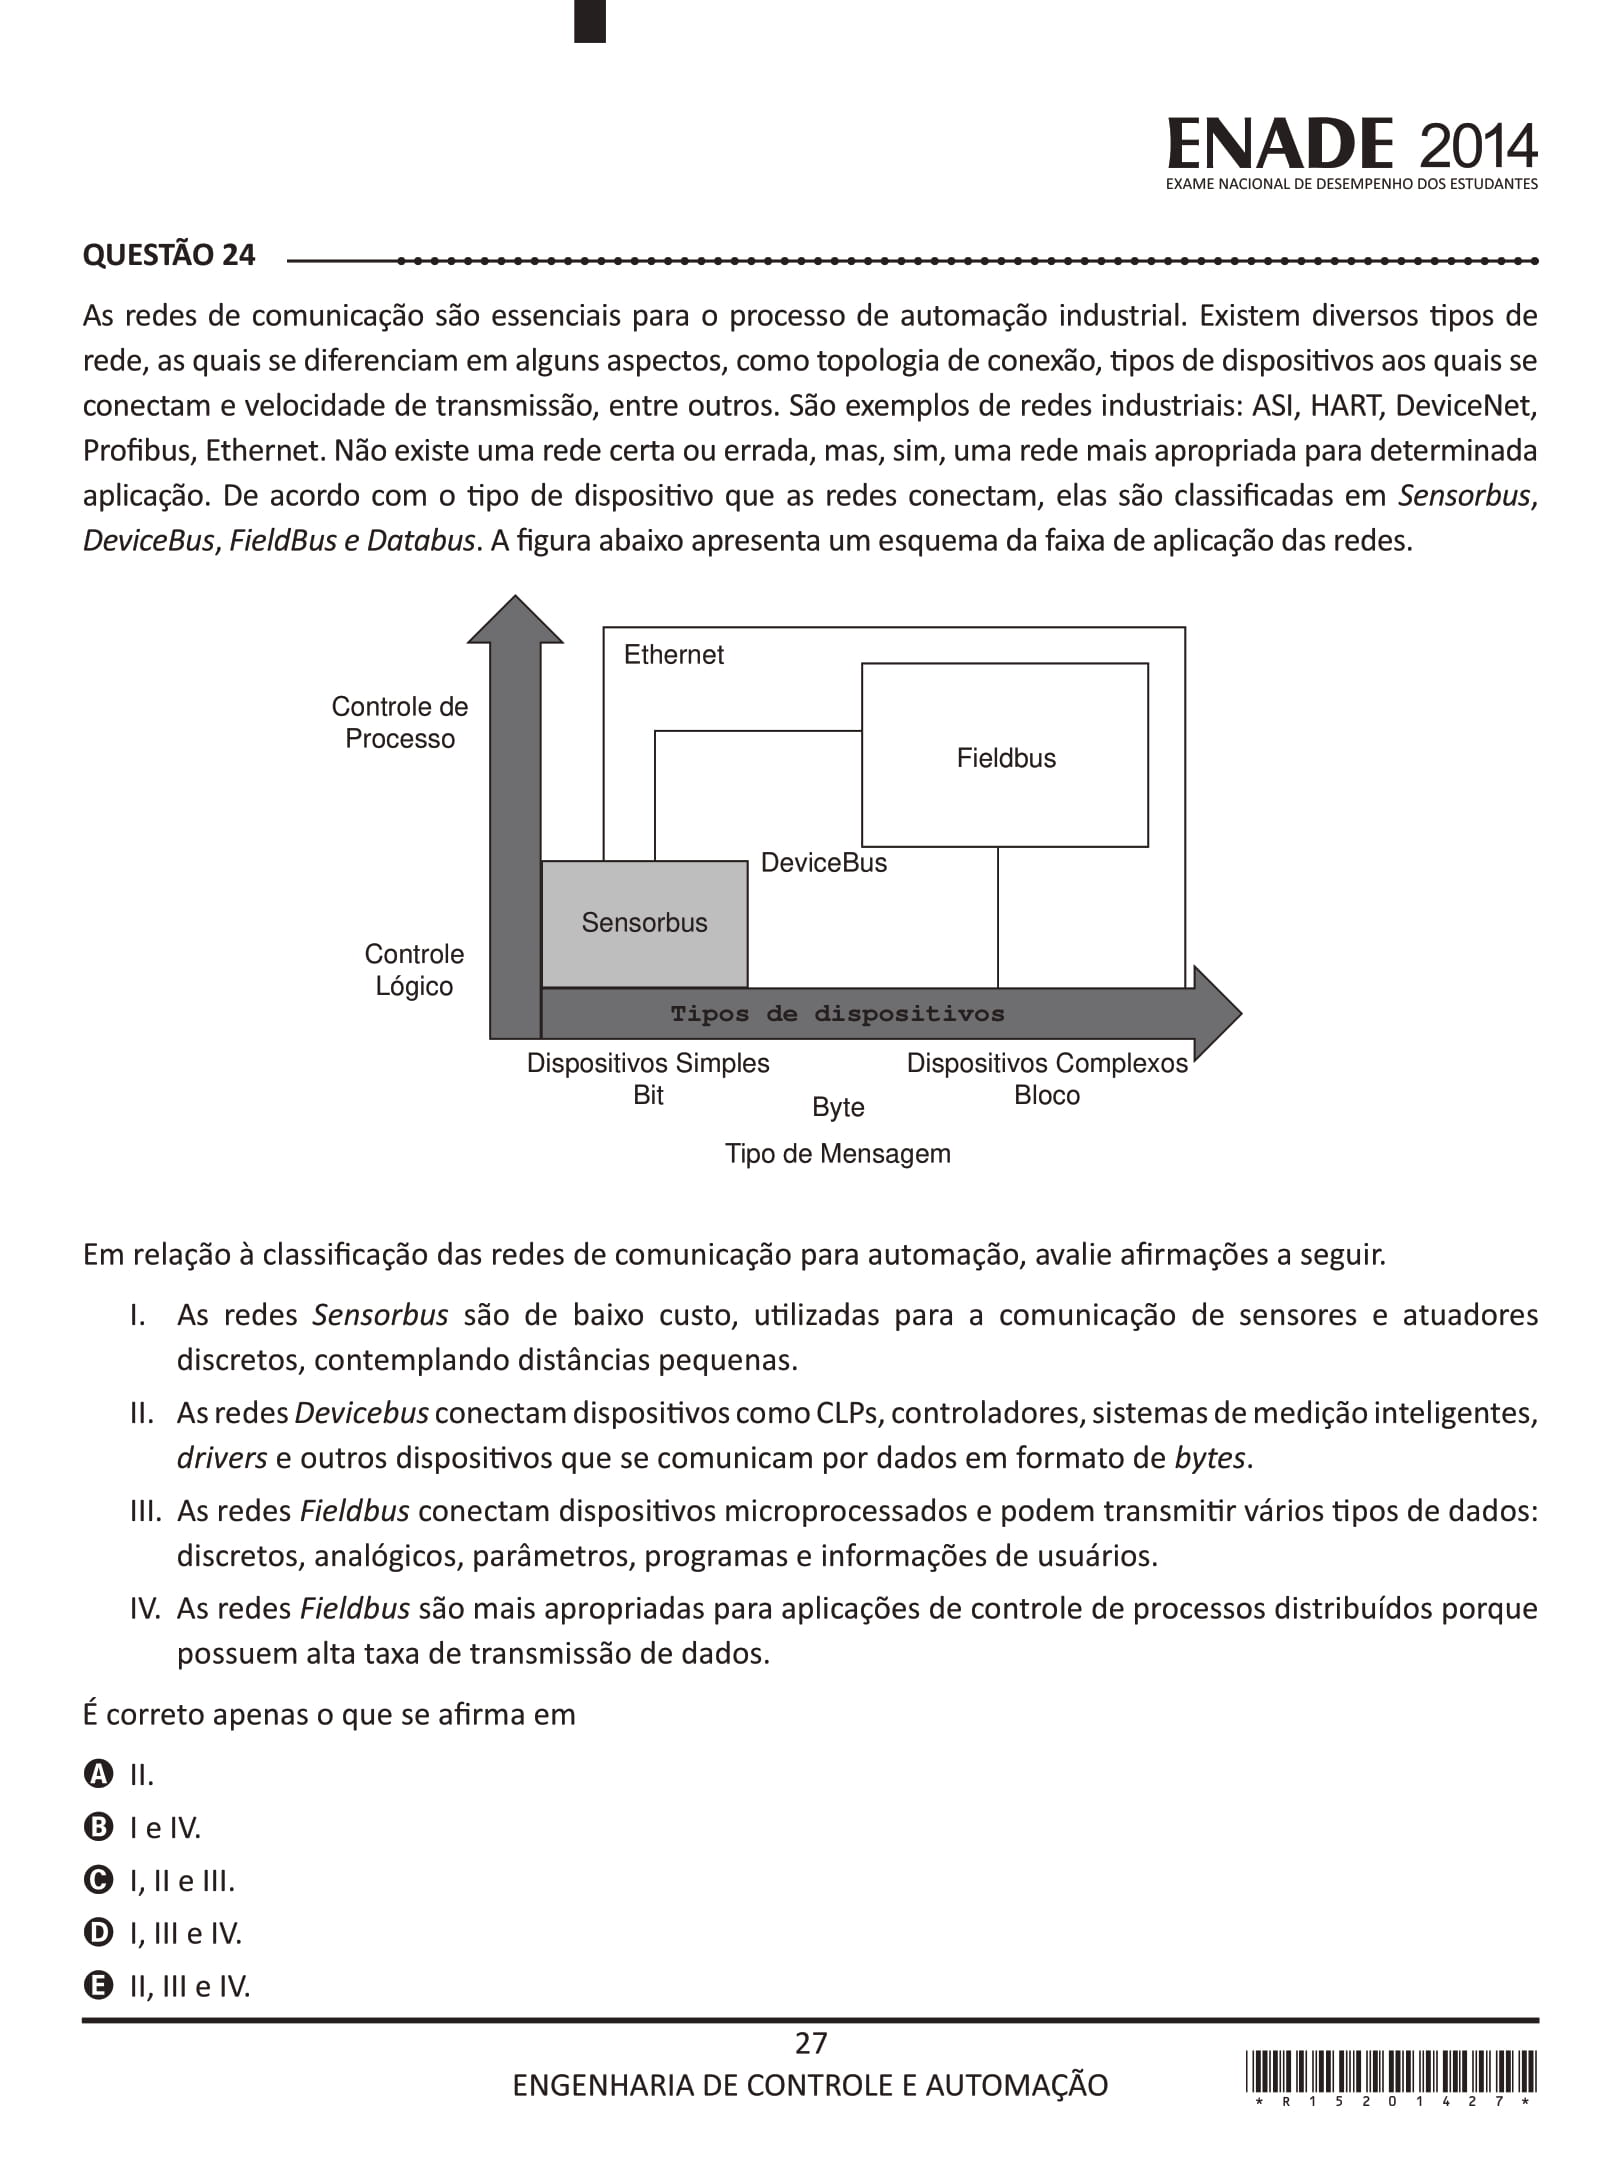 ENADE 2014
EXAME NACIONAL DE DESEMPENHO DOS ESTUDANTES
QUESTÃO 24
As redes de comunicação são essenciais para o processo de automação industrial. Existem diversos tipos de
rede, as quais se diferenciam em alguns aspectos, como topologia de conexão, tipos de dispositivos aos quais se
conectam e velocidade de transmissão, entre outros. São exemplos de redes industriais: ASI, HART, DeviceNet,
Profibus, Ethernet. Não existe uma rede certa ou errada, mas, sim, uma rede mais apropriada para determinada
aplicação. De acordo com o tipo de dispositivo que as redes conectam, elas são classificadas em Sensorbus,
DeviceBus, FieldBus e Databus. A figura abaixo apresenta um esquema da faixa de aplicação das redes.
Ethernet
Controle de
Processo
Fieldbus
DeviceBus
Sensorbus
Controle
Lógico
Tipos de dispositivos
Dispositivos Simples
Bit
Byte
Dispositivos Complexos
Bloco
Tipo de Mensagem
Em relação à classificação das redes de comunicação para automação, avalie afirmações a seguir.
I. As redes Sensorbus são de baixo custo, utilizadas para a comunicação de sensores e atuadores
discretos, contemplando distâncias pequenas.
II. As redes Devicebus conectam dispositivos como CLPs, controladores, sistemas de medição inteligentes,
drivers e outros dispositivos que se comunicam por dados em formato de bytes.
III. As redes Fieldbus conectam dispositivos microprocessados e podem transmitir vários tipos de dados:
discretos, analógicos, parâmetros, programas e informações de usuários.
IV. As redes Fieldbus são mais apropriadas para aplicações de controle de processos distribuídos porque
possuem alta taxa de transmissão de dados.
É correto apenas o que se afirma em
A II.
B I e IV.
C I, II e III.
D I, III e IV.
E II, III e IV.
27
ENGENHARIA DE CONTROLE E AUTOMAÇÃO
* R 1 5 2 0 1 4 2 7 *